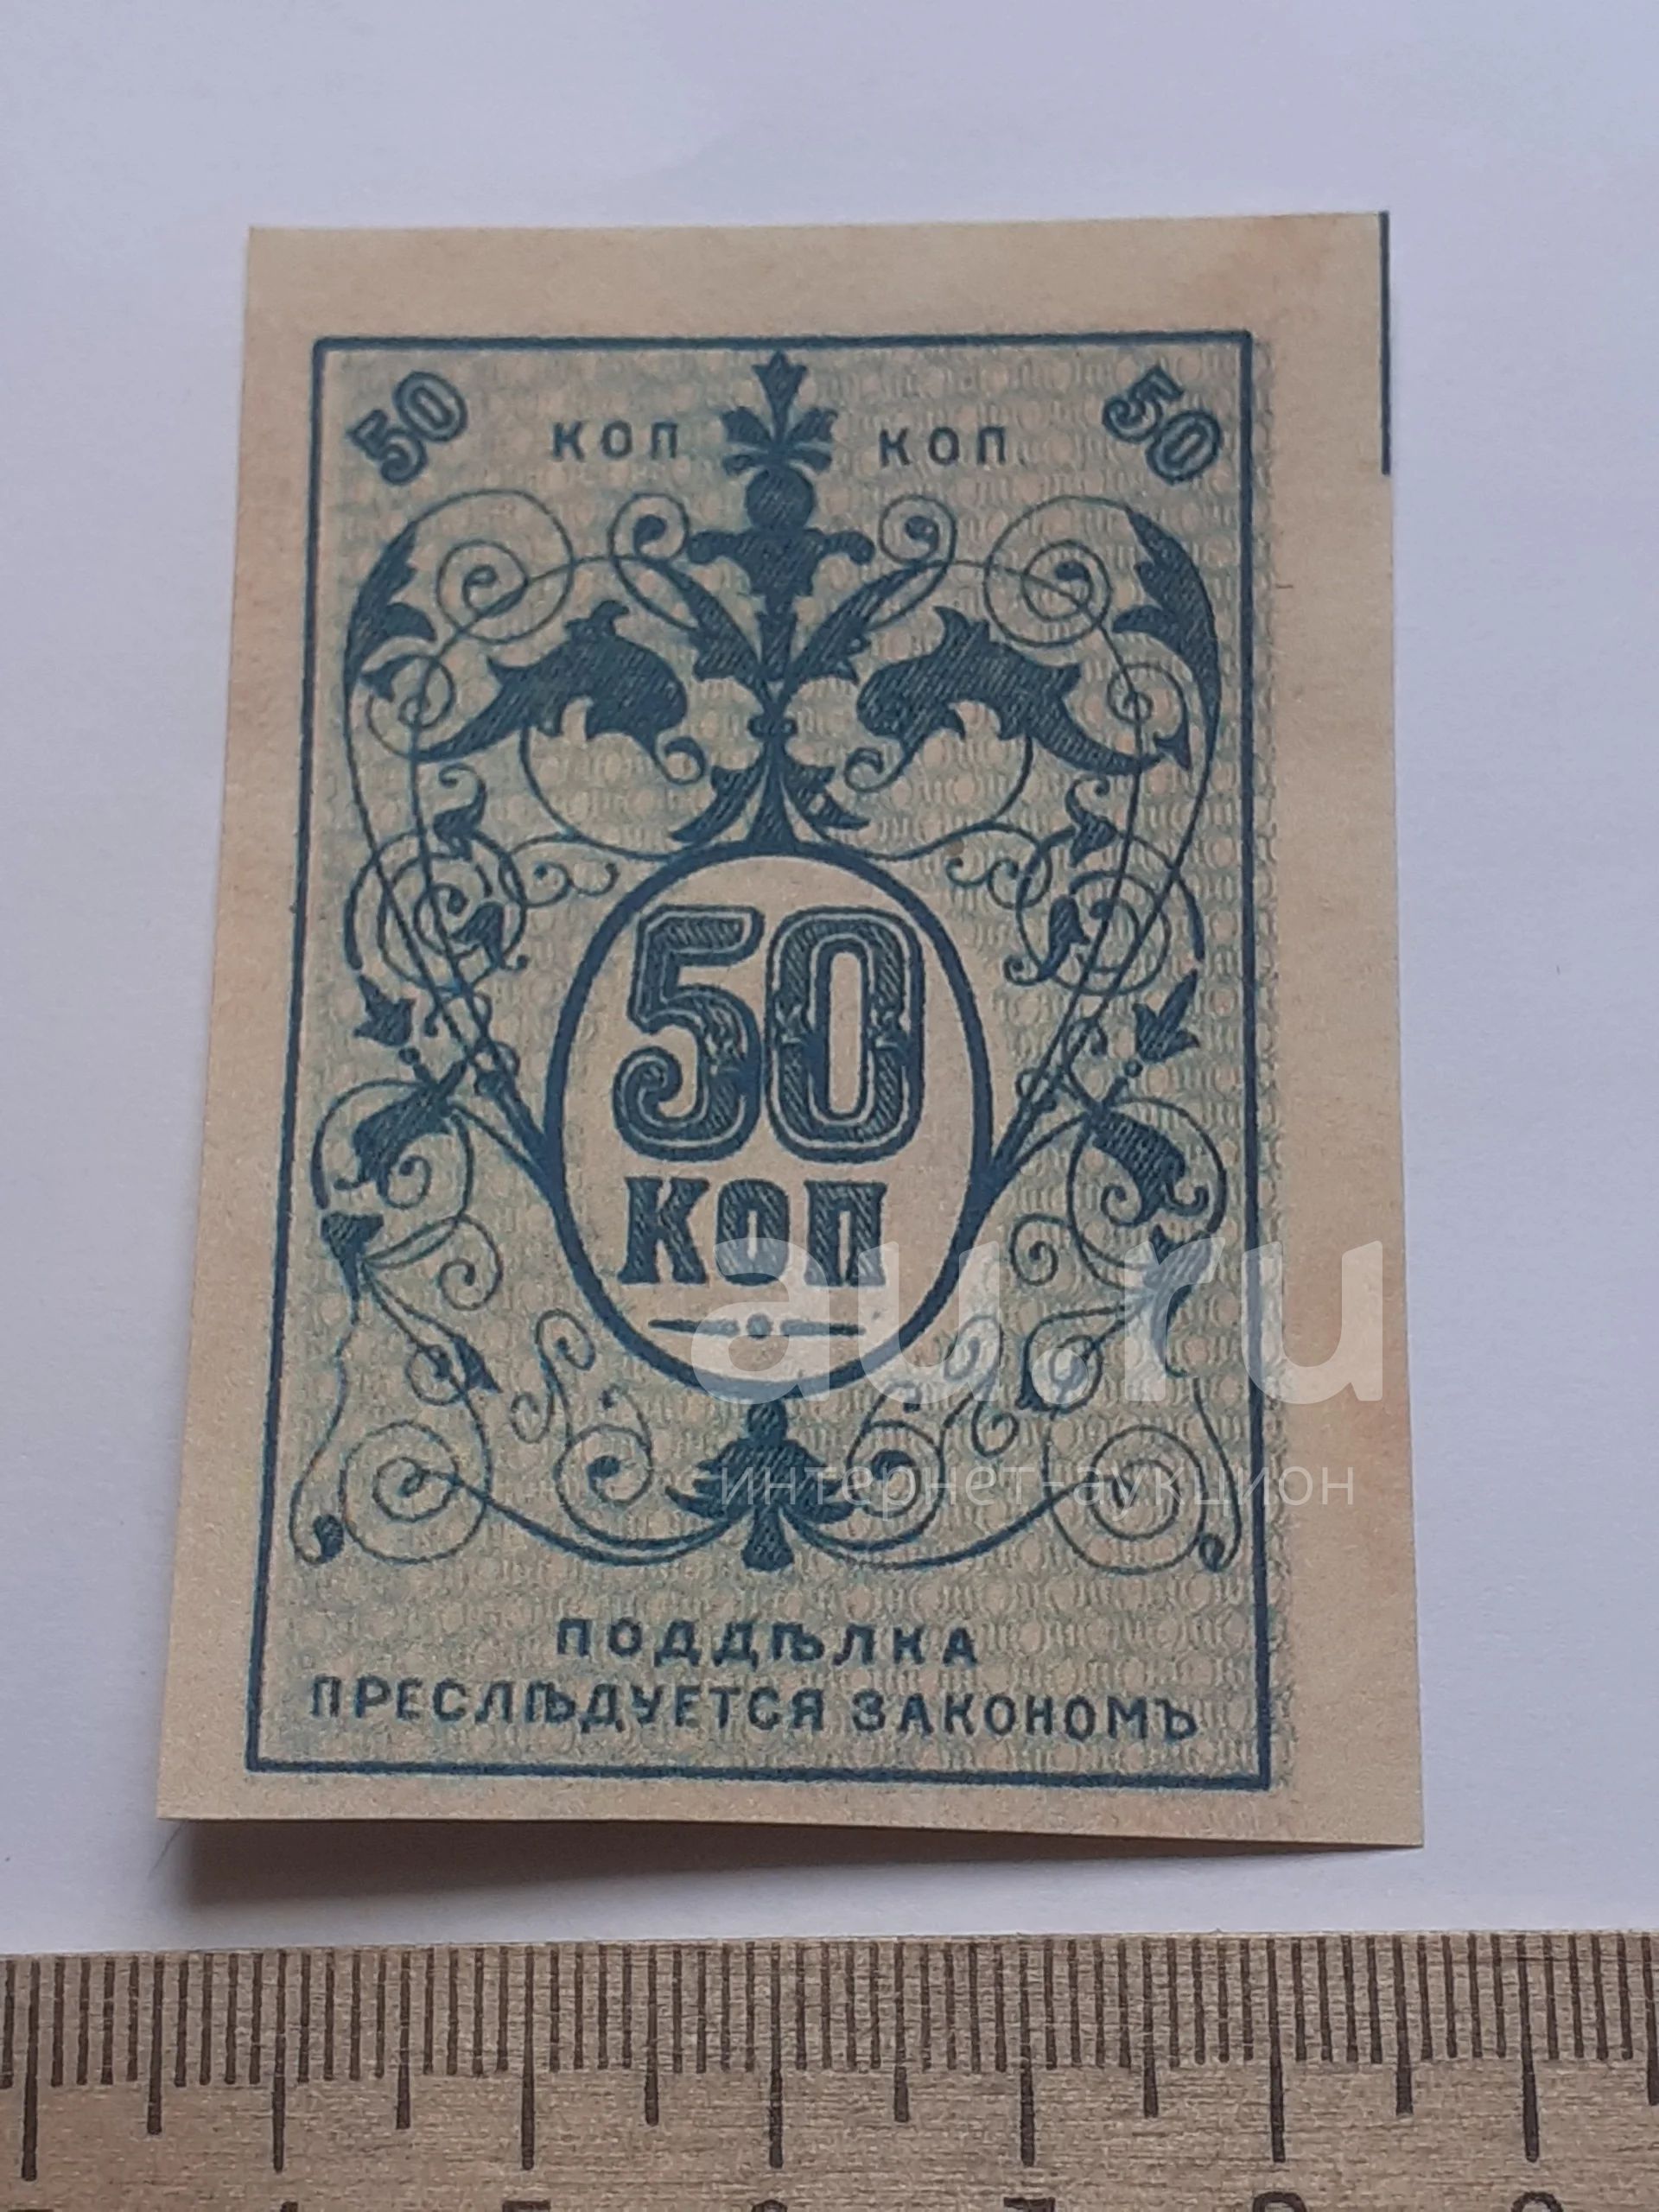 50 КОП. КОП. 50
50
КОП
ПОДДѢЛКА
ПРЕСЛѢДУЕТСЯ ЗАКОНОМЪ
au.ru
интернет-аукцион